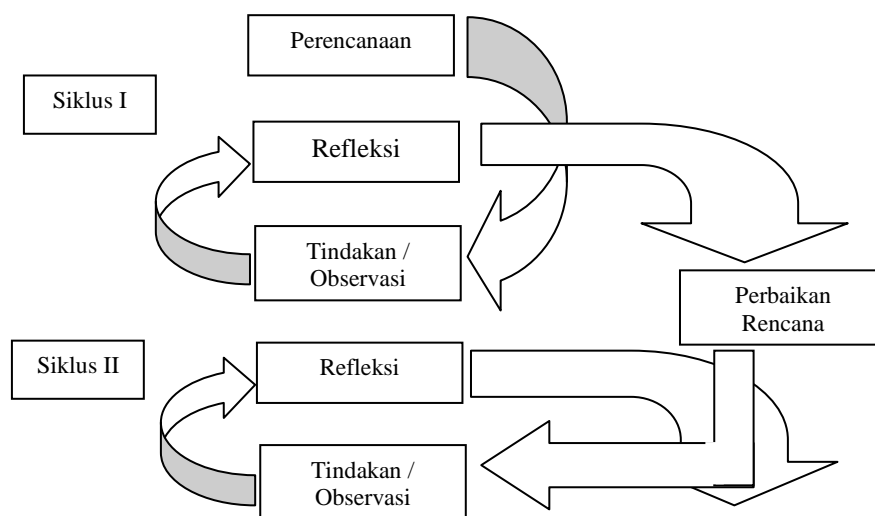 Perencanaan
Siklus I
Refleksi
Tindakan /
Observasi
Perbaikan
Rencana
Siklus II
Refleksi
Tindakan /
Observasi